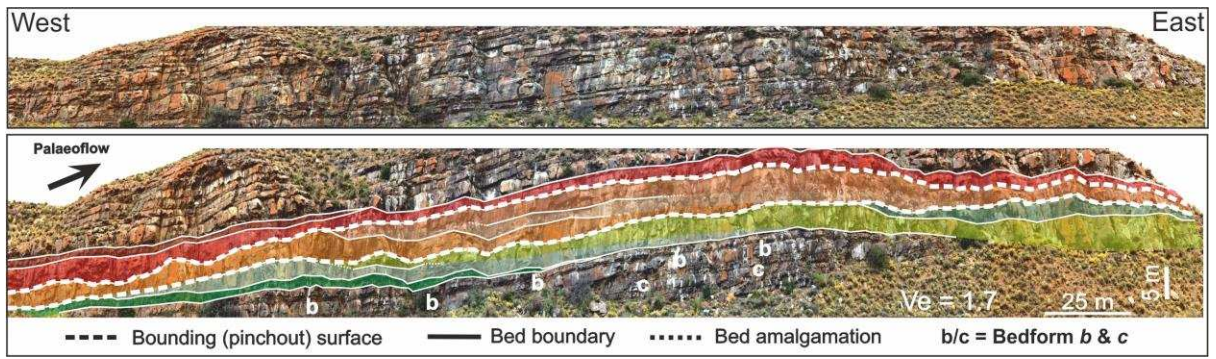 West
East
Palaeoflow
b
b
b
b
b
c
c
Ve = 1.7
25 m
5 m
Bounding (pinchout) surface
Bed boundary
Bed amalgamation
b/c = Bedform b & c